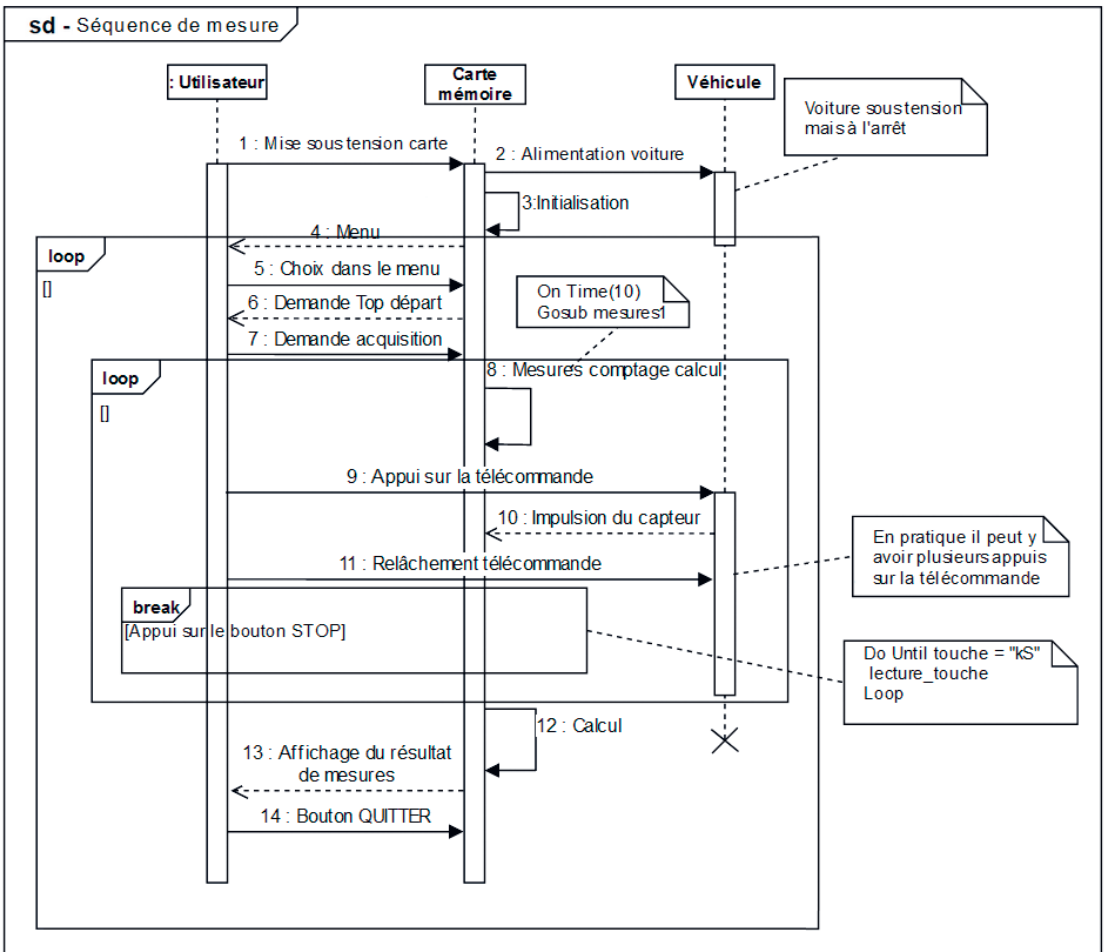 sd - Séquence de mesure
: Utilisateur
Carte
mémoire
Véhicule
Voiture sous tension
mais à l'arrêt
1 : Mise sous tension carte
2 : Alimentation voiture
3:Initialisation
loop
[]
4 : Menu
5 : Choix dans le menu
6 : Demande Top départ
On Time(10)
Gosub mesures1
7 : Demande acquisition
loop
[]
8 : Mesures comptage calcul
9 : Appui sur la télécommande
10 : Impulsion du capteur
En pratique il peut y
avoir plusieurs appuis
sur la télécommande
11 : Relâchement télécommande
break
[Appui sur le bouton STOP]
Do Until touche = "kS"
lecture_touche
Loop
12 : Calcul
13 : Affichage du résultat
de mesures
14 : Bouton QUITTER